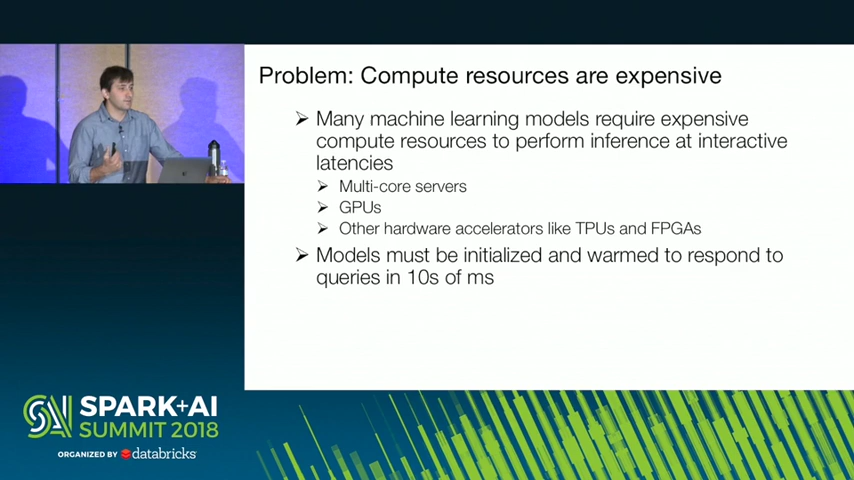 Problem: Compute resources are expensive
➢ Many machine learning models require expensive
compute resources to perform inference at interactive
latencies
➢ Multi-core servers
➢ GPUs
➢ Other hardware accelerators like TPUs and FPGAs
➢ Models must be initialized and warmed to respond to
queries in 10s of ms
SPARK+AI
SUMMIT 2018
ORGANIZED BY databricks